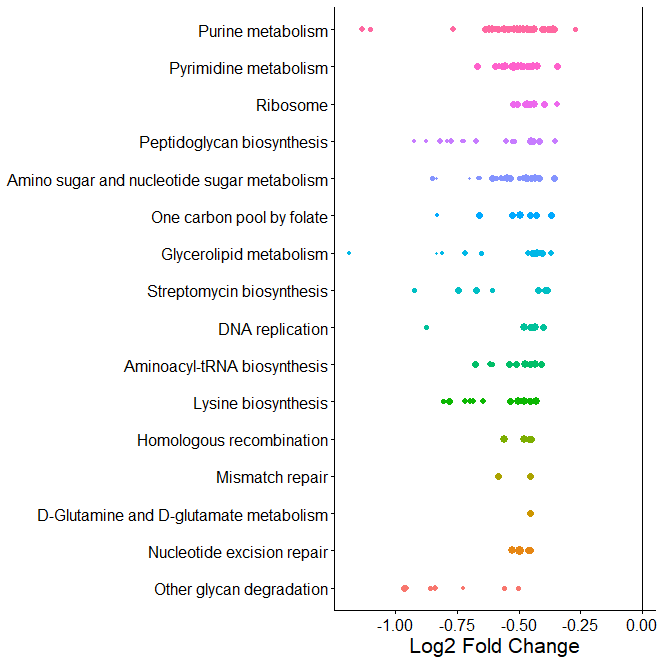 Purine metabolism
Pyrimidine metabolism
Ribosome
Peptidoglycan biosynthesis
Amino sugar and nucleotide sugar metabolism
One carbon pool by folate
Glycerolipid metabolism
Streptomycin biosynthesis
DNA replication
Aminoacyl-tRNA biosynthesis
Lysine biosynthesis
Homologous recombination
Mismatch repair
D-Glutamine and D-glutamate metabolism
Nucleotide excision repair
Other glycan degradation
-1.00 -0.75 -0.50 -0.25 0.00
Log2 Fold Change